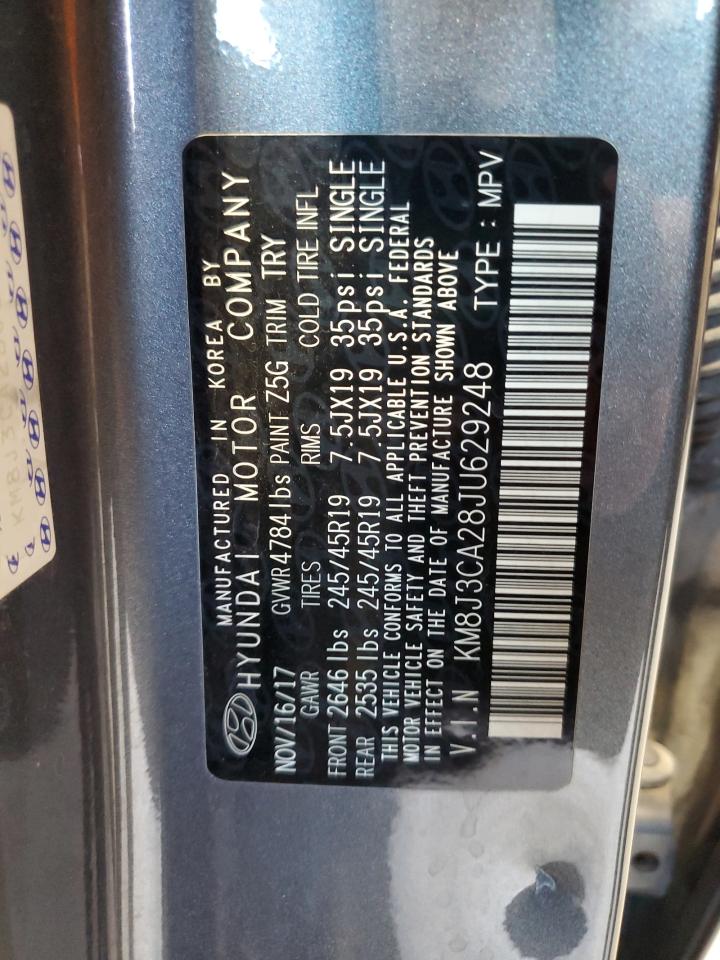 MANUFACTURED IN KOREA BY
HYUNDAI MOTOR COMPANY
NOV/16/17 GVWR 4784 lbs PAINT Z5G TRIM TRY
GAWR TIRES RIMS COLD TIRE INFL
FRONT 2646 lbs 245/45R19 7.5JX19 35psi SINGLE
REAR 2535 lbs 245/45R19 7.5JX19 35psi SINGLE
THIS VEHICLE CONFORMS TO ALL APPLICABLE U.S.A. FEDERAL
MOTOR VEHICLE SAFETY AND THEFT PREVENTION STANDARDS
IN EFFECT ON THE DATE OF MANUFACTURE SHOWN ABOVE
V.I.N KM8J3CA28JU629248 TYPE : MPV